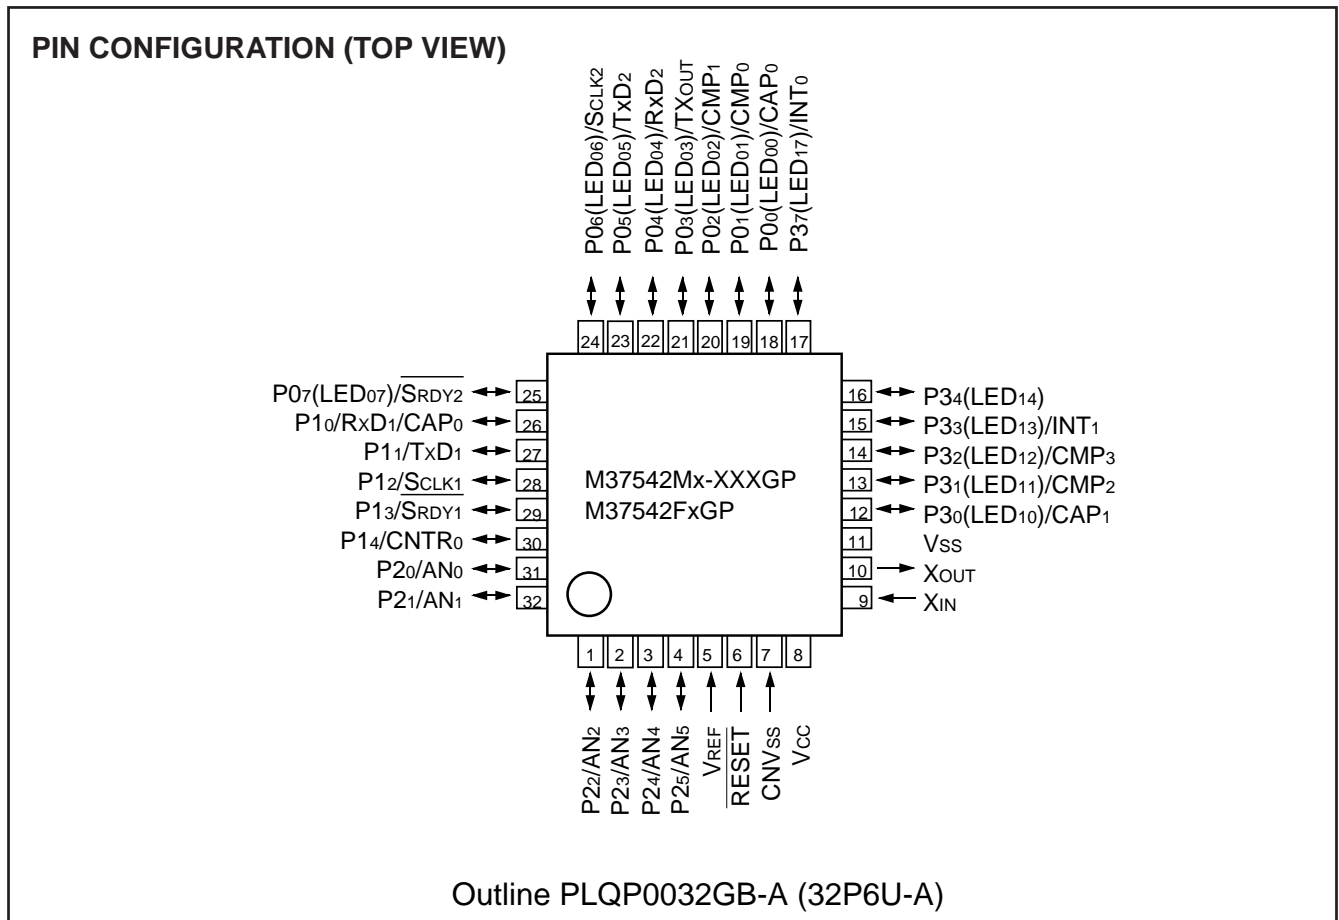 PIN CONFIGURATION (TOP VIEW)
P06(LED06)/SCLK2
P05(LED05)/TxD2
P04(LED04)/RxD2
P03(LED03)/TXOUT
P02(LED02)/CMP1
P01(LED01)/CMP0
P00(LED00)/CAP0
P37(LED17)/INT0
24 23 22 21 20 19 18 17
P07(LED07)/SRDY2 25
P10/RxD1/CAP0 26
P11/TxD1 27
P12/SCLK1 28
P13/SRDY1 29
P14/CNTR0 30
P20/AN0 31
P21/AN1 32
M37542Mx-XXXGP
M37542FxGP
16 P34(LED14)
15 P33(LED13)/INT1
14 P32(LED12)/CMP3
13 P31(LED11)/CMP2
12 P30(LED10)/CAP1
11 VSS
10 XOUT
9 XIN
1 2 3 4 5 6 7 8
P22/AN2
P23/AN3
P24/AN4
P25/AN5
VREF
RESET
CNVSS
VCC
Outline PLQP0032GB-A (32P6U-A)